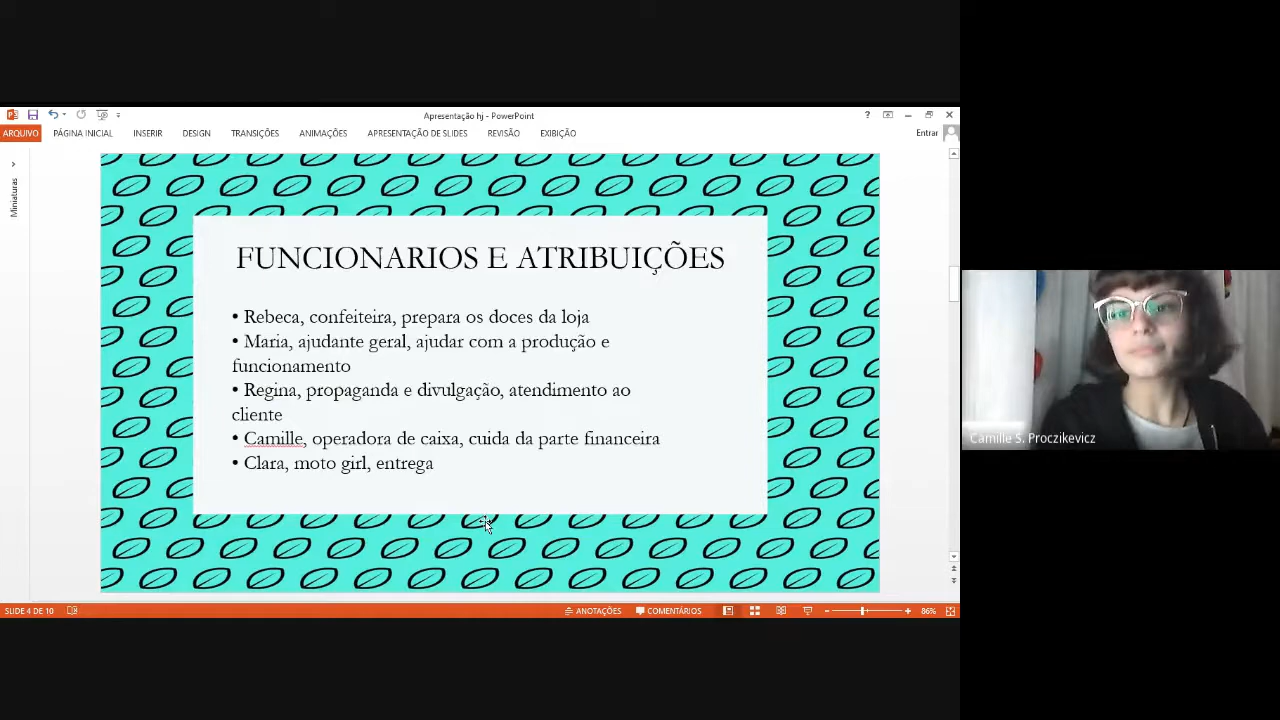 Apresentação hj - PowerPoint
ARQUIVO PÁGINA INICIAL INSERIR DESIGN TRANSIÇÕES ANIMAÇÕES APRESENTAÇÃO DE SLIDES REVISÃO EXIBIÇÃO Entrar
Miniaturas
FUNCIONARIOS E ATRIBUIÇÕES
• Rebeca, confeiteira, prepara os doces da loja
• Maria, ajudante geral, ajudar com a produção e
funcionamento
• Regina, propaganda e divulgação, atendimento ao
cliente
• Camille, operadora de caixa, cuida da parte financeira
• Clara, moto girl, entrega
Camille S. Proczikevicz
SLIDE 4 DE 10 ANOTAÇÕES COMENTÁRIOS 86%